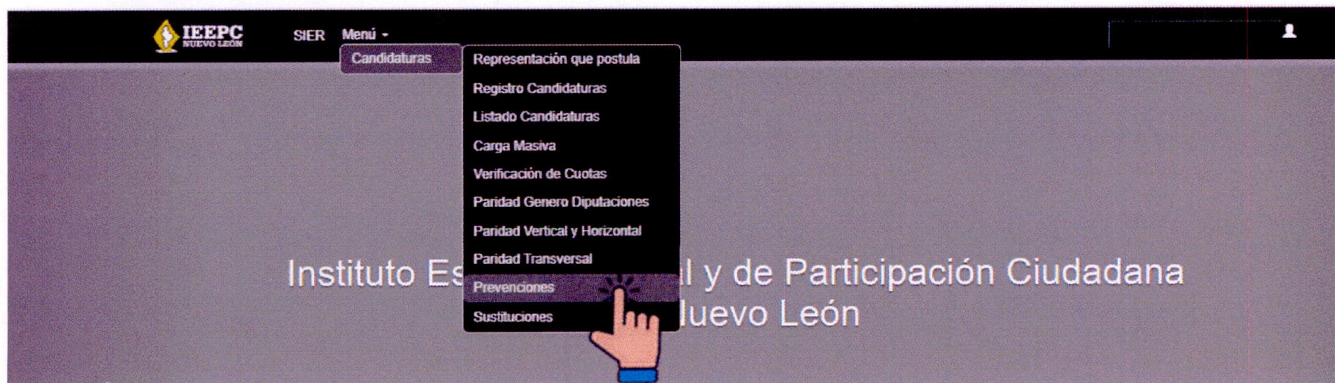 IEEPC
NUEVO LEÓN
SIER Menú
Candidaturas
Representación que postula
Registro Candidaturas
Listado Candidaturas
Carga Masiva
Verificación de Cuotas
Paridad Genero Diputaciones
Paridad Vertical y Horizontal
Paridad Transversal
Prevenciones
Sustituciones
Instituto Es l y de Participación Ciudadana
uevo León